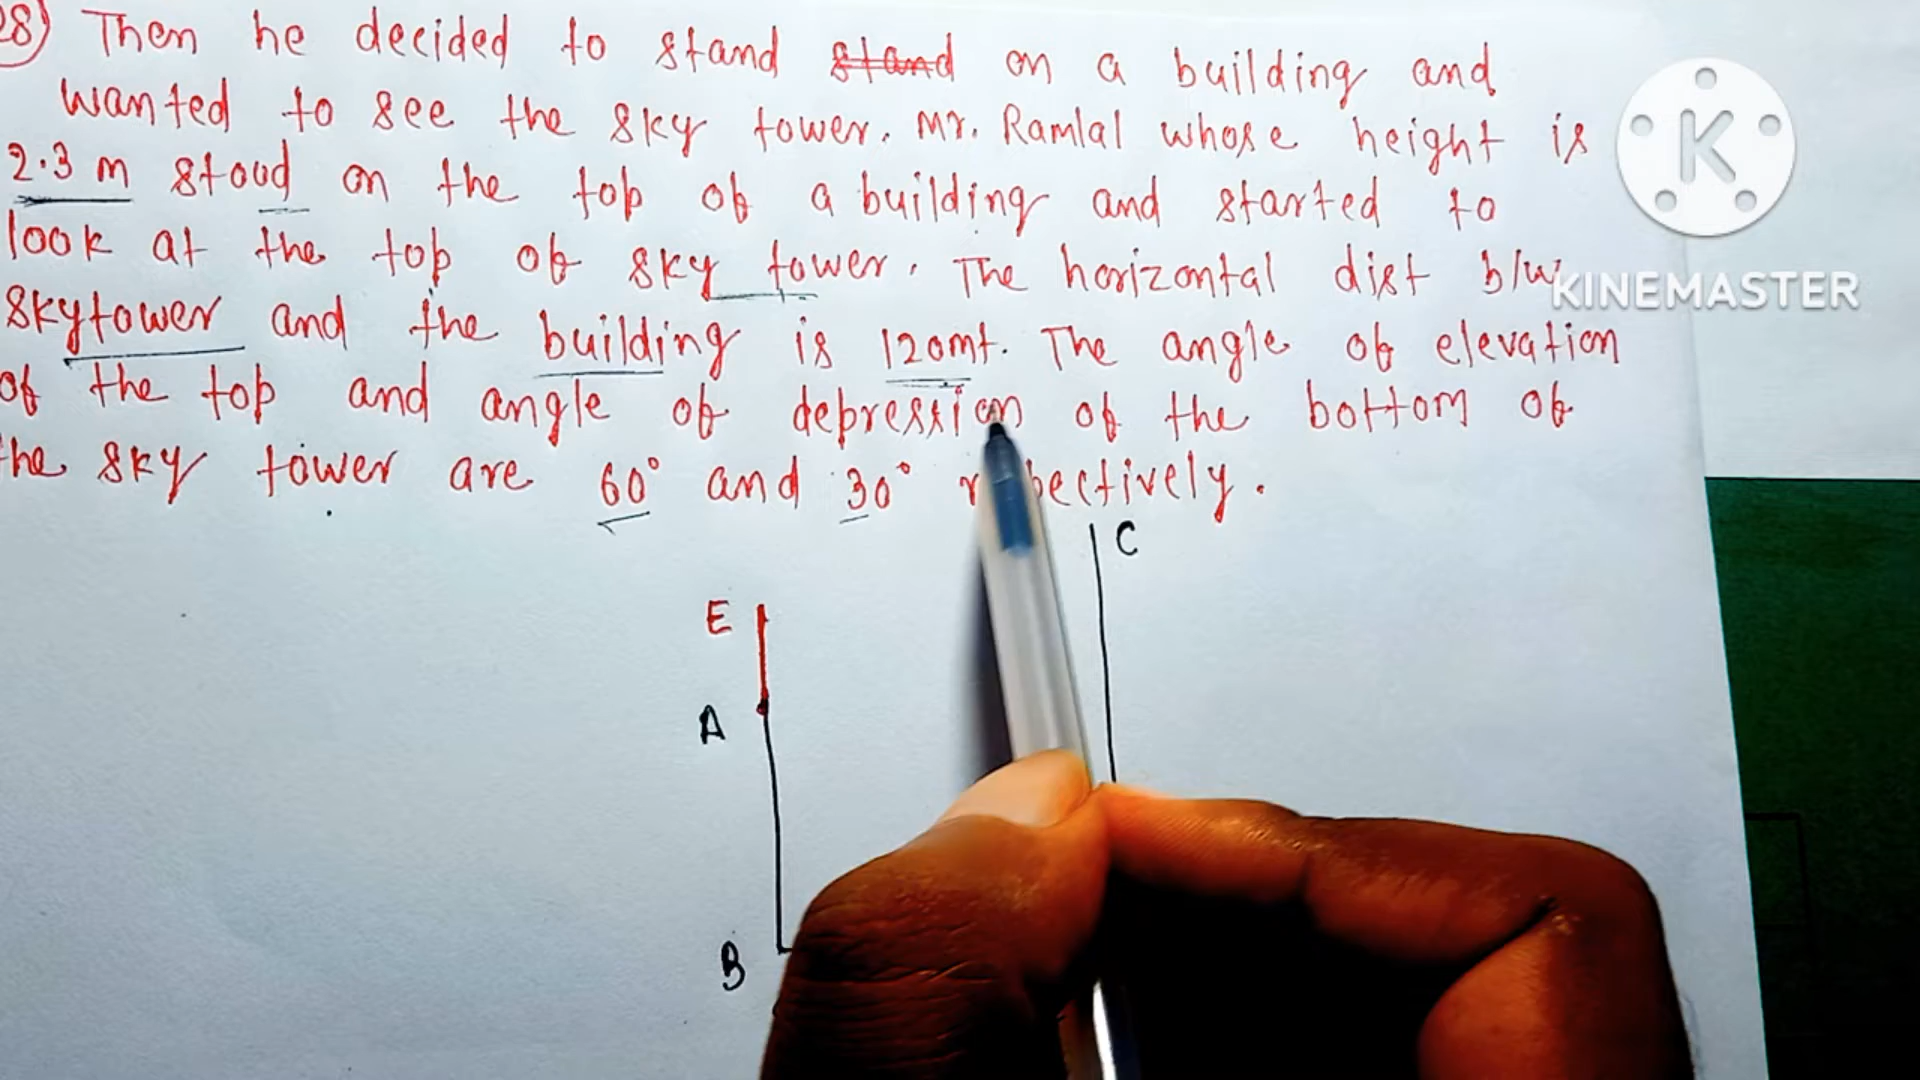 28) Then he decided to stand stand on a building and
wanted to see the sky tower. Mr. Ramlal whose height is
2.3 m stood on the top of a building and started to
look at the top of sky tower. The horizontal dist b/w
skytower and the building is 120mt. The angle of elevation
of the top and angle of depression of the bottom of
the sky tower are 60° and 30° respectively.
C
E
A
B
K
KINEMASTER